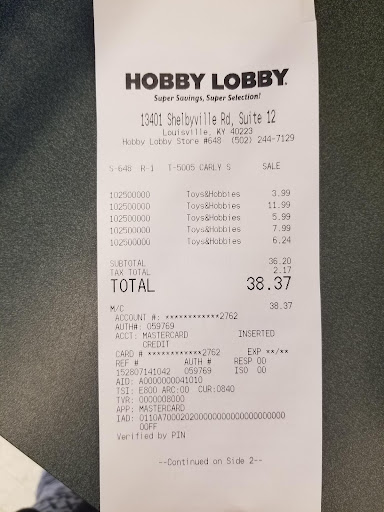 HOBBY LOBBY.
Super Savings, Super Selection!
13401 Shelbyville Rd, Suite 12
Louisville, KY 40223
Hobby Lobby Store #648 (502) 244-7129
S-648 R-1 T-5005 CARLY S SALE
102500000 Toys&Hobbies 3.99
102500000 Toys&Hobbies 11.99
102500000 Toys&Hobbies 5.99
102500000 Toys&Hobbies 7.99
102500000 Toys&Hobbies 6.24
SUBTOTAL 36.20
TAX TOTAL 2.17
TOTAL 38.37
M/C 38.37
ACCOUNT #: ************2762
AUTH#: 059769
ACCT: MASTERCARD INSERTED
CREDIT
CARD # ************2762 EXP **/**
REF # AUTH # RESP 00
152807141042 059769 ISO 00
AID: A0000000041010
TSI: E800 ARC:00 CUR:0840
TVR: 0000008000
APP: MASTERCARD
IAD: 0110A70002020000000000000000000000
00FF
Verified by PIN
--Continued on Side 2--